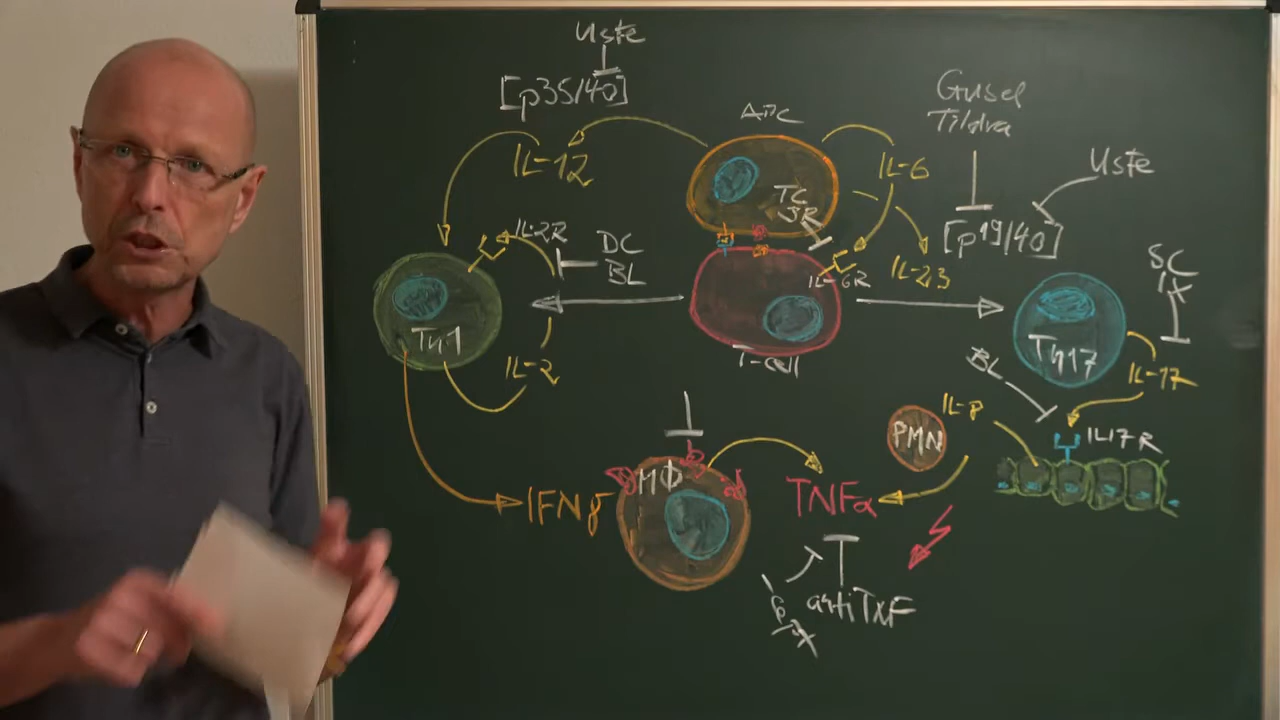 Uste
[p35/40]
APC
Gusel
Tildra
IL-12
IL-6
Uste
TC
JR
[p19/40]
IL-2R
DC
BL
IL-6R
IL-23
SC
IX
TH1
T-cell
TH17
IL-2
BL
IL-17
IL-8
PMN
IL17R
MΦ
IFNγ
TNFα
antiTNF